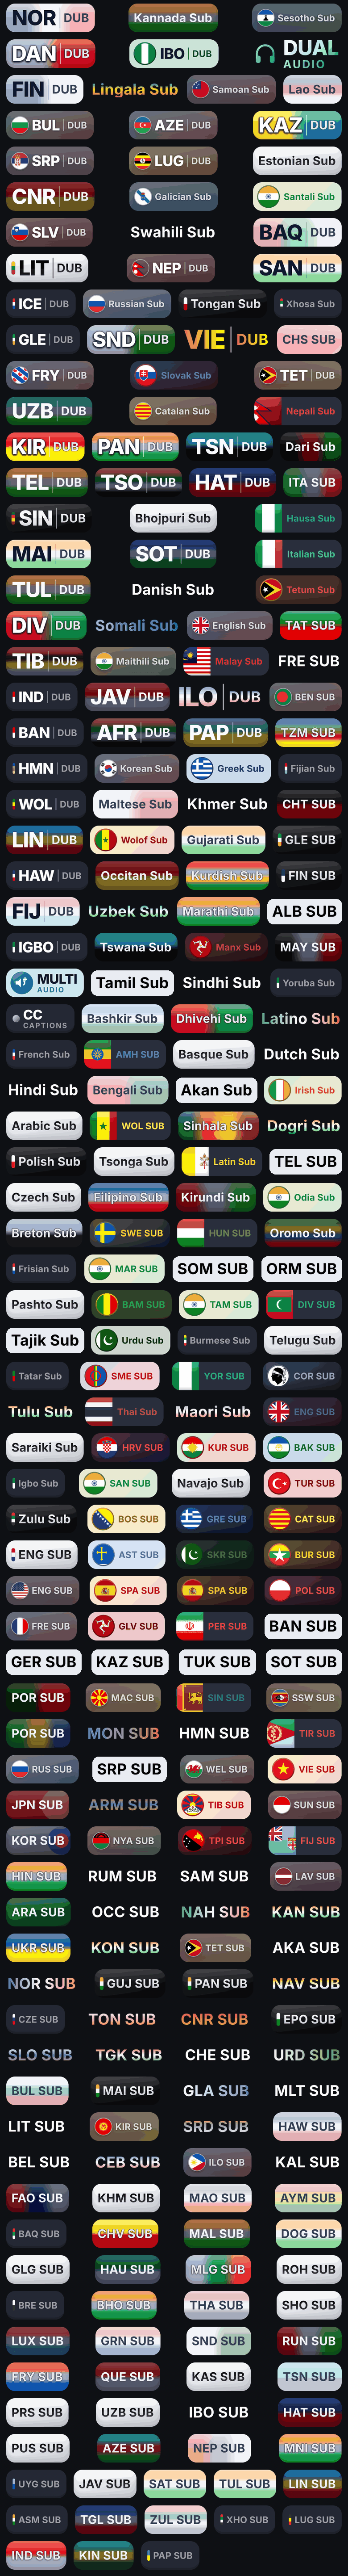 NOR DUB Kannada Sub Sesotho Sub
DAN DUB IBO DUB DUAL AUDIO
FIN DUB Lingala Sub Samoan Sub Lao Sub
BUL DUB AZE DUB KAZ DUB
SRP DUB LUG DUB Estonian Sub
CNR DUB Galician Sub Santali Sub
SLV DUB Swahili Sub BAQ DUB
LIT DUB NEP DUB SAN DUB
ICE DUB Russian Sub Tongan Sub Xhosa Sub
GLE DUB SND DUB VIE DUB CHS SUB
FRY DUB Slovak Sub TET DUB
UZB DUB Catalan Sub Nepali Sub
KIR DUB PAN DUB TSN DUB Dari Sub
TEL DUB TSO DUB HAT DUB ITA SUB
SIN DUB Bhojpuri Sub Hausa Sub
MAI DUB SOT DUB Italian Sub
TUL DUB Danish Sub Tetum Sub
DIV DUB Somali Sub English Sub TAT SUB
TIB DUB Maithili Sub Malay Sub FRE SUB
IND DUB JAV DUB ILO DUB BEN SUB
BAN DUB AFR DUB PAP DUB TZM SUB
HMN DUB Korean Sub Greek Sub Fijian Sub
WOL DUB Maltese Sub Khmer Sub CHT SUB
LIN DUB Wolof Sub Gujarati Sub GLE SUB
HAW DUB Occitan Sub Kurdish Sub FIN SUB
FIJ DUB Uzbek Sub Marathi Sub ALB SUB
IGBO DUB Tswana Sub Manx Sub MAY SUB
MULTI AUDIO Tamil Sub Sindhi Sub Yoruba Sub
CC CAPTIONS Bashkir Sub Dhivehi Sub Latino Sub
French Sub AMH SUB Basque Sub Dutch Sub
Hindi Sub Bengali Sub Akan Sub Irish Sub
Arabic Sub WOL SUB Sinhala Sub Dogri Sub
Polish Sub Tsonga Sub Latin Sub TEL SUB
Czech Sub Filipino Sub Kirundi Sub Odia Sub
Breton Sub SWE SUB HUN SUB Oromo Sub
Frisian Sub MAR SUB SOM SUB ORM SUB
Pashto Sub BAM SUB TAM SUB DIV SUB
Tajik Sub Urdu Sub Burmese Sub Telugu Sub
Tatar Sub SME SUB YOR SUB COR SUB
Tulu Sub Thai Sub Maori Sub ENG SUB
Saraiki Sub HRV SUB KUR SUB BAK SUB
Igbo Sub SAN SUB Navajo Sub TUR SUB
Zulu Sub BOS SUB GRE SUB CAT SUB
ENG SUB AST SUB SKR SUB BUR SUB
ENG SUB SPA SUB SPA SUB POL SUB
FRE SUB GLV SUB PER SUB BAN SUB
GER SUB KAZ SUB TUK SUB SOT SUB
POR SUB MAC SUB SIN SUB SSW SUB
POR SUB MON SUB HMN SUB TIR SUB
RUS SUB SRP SUB WEL SUB VIE SUB
JPN SUB ARM SUB TIB SUB SUN SUB
KOR SUB NYA SUB TPI SUB FIJ SUB
HIN SUB RUM SUB SAM SUB LAV SUB
ARA SUB OCC SUB NAH SUB KAN SUB
UKR SUB KON SUB TET SUB AKA SUB
NOR SUB GUJ SUB PAN SUB NAV SUB
CZE SUB TON SUB CNR SUB EPO SUB
SLO SUB TGK SUB CHE SUB URD SUB
BUL SUB MAI SUB GLA SUB MLT SUB
LIT SUB KIR SUB SRD SUB HAW SUB
BEL SUB CEB SUB ILO SUB KAL SUB
FAO SUB KHM SUB MAO SUB AYM SUB
BAQ SUB CHV SUB MAL SUB DOG SUB
GLG SUB HAU SUB MLG SUB ROH SUB
BRE SUB BHO SUB THA SUB SHO SUB
LUX SUB GRN SUB SND SUB RUN SUB
FRY SUB QUE SUB KAS SUB TSN SUB
PRS SUB UZB SUB IBO SUB HAT SUB
PUS SUB AZE SUB NEP SUB MNI SUB
UYG SUB JAV SUB SAT SUB TUL SUB LIN SUB
ASM SUB TGL SUB ZUL SUB XHO SUB LUG SUB
IND SUB KIN SUB PAP SUB